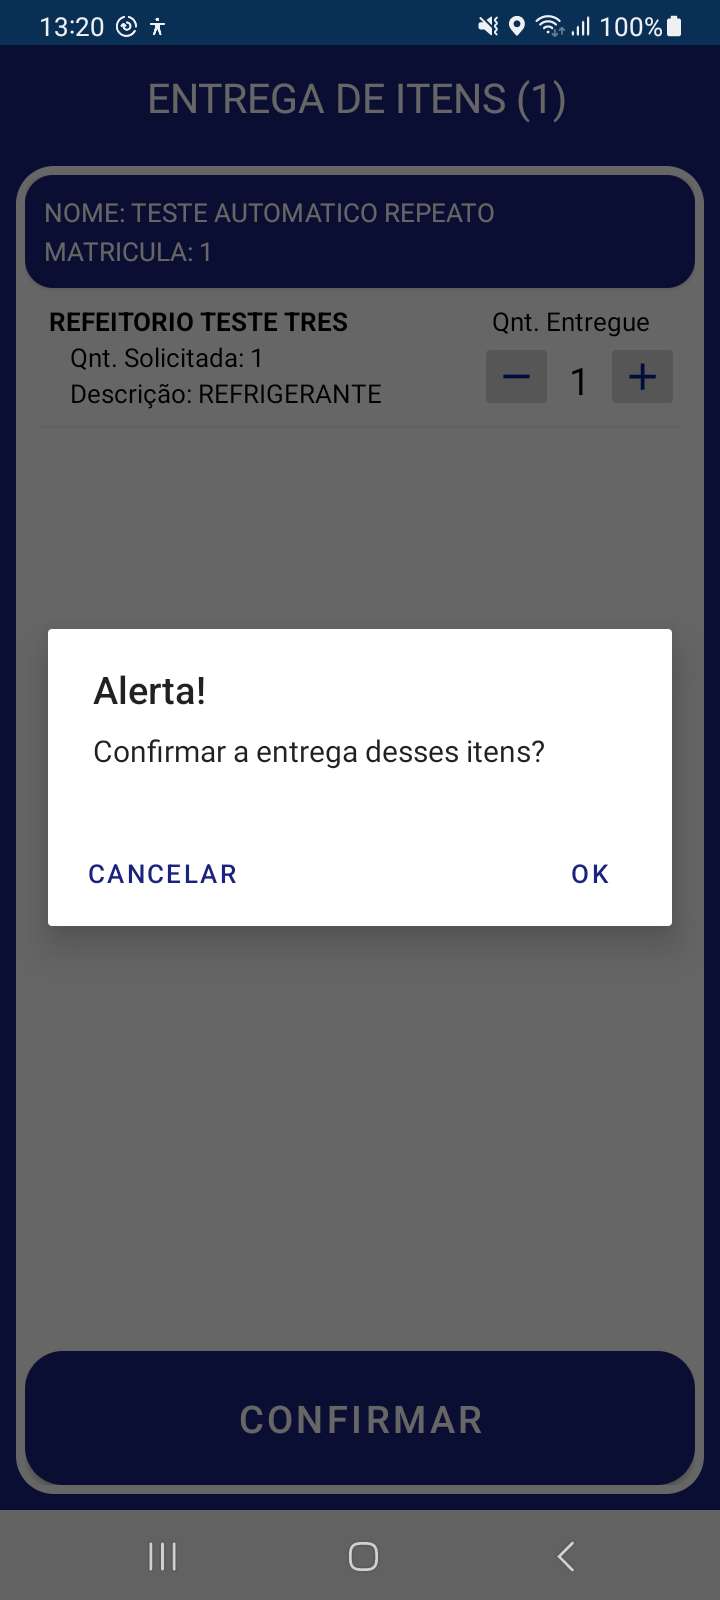 13:20
100%
ENTREGA DE ITENS (1)
NOME: TESTE AUTOMATICO REPEATO
MATRICULA: 1
REFEITORIO TESTE TRES
Qnt. Entregue
Qnt. Solicitada: 1
1
Descrição: REFRIGERANTE
Alerta!
Confirmar a entrega desses itens?
CANCELAR
OK
CONFIRMAR